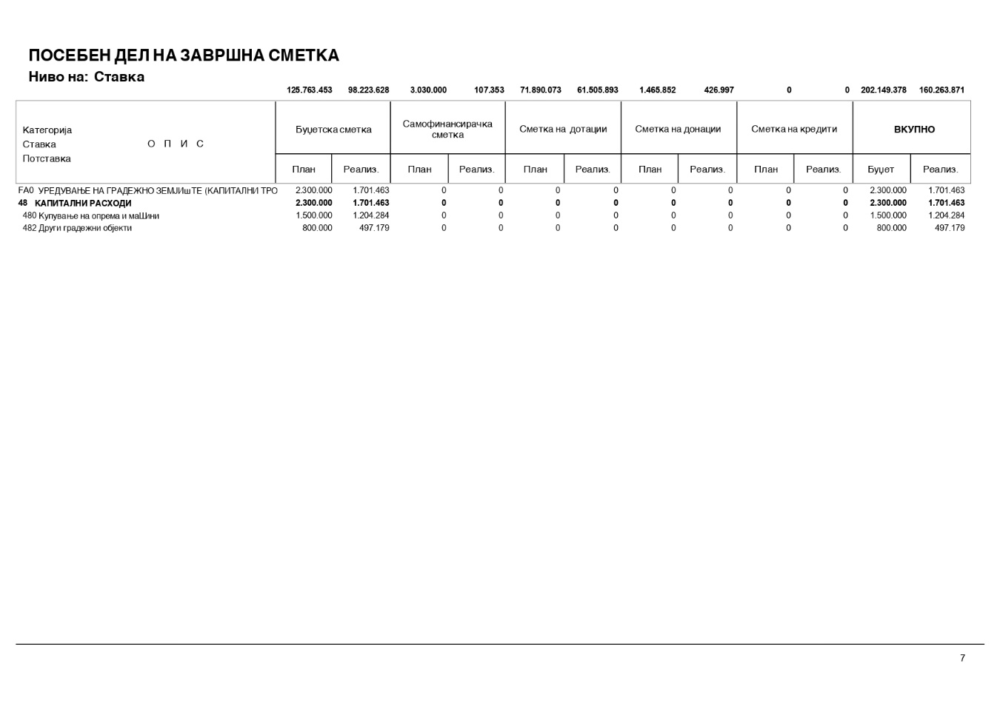 ПОСЕБЕН ДЕЛ НА ЗАВРШНА СМЕТКА
Ниво на: Ставка
125.763.453 98.223.628 3.030.000 107.353 71.890.073 61.505.893 1.465.852 426.997 0 0 202.149.378 160.263.871
Категорија
Ставка
Потставка
О П И С
Буџетска сметка
Самофинансирачка
сметка
Сметка на дотации
Сметка на донации
Сметка на кредити
ВКУПНО
План Реализ. План Реализ. План Реализ. План Реализ. План Реализ. Буџет Реализ.
FA0 УРЕДУВАЊЕ НА ГРАДЕЖНО ЗЕМЈИшТЕ (КАПИТАЛНИ ТРО 2.300.000 1.701.463 0 0 0 0 0 0 0 0 2.300.000 1.701.463
48 КАПИТАЛНИ РАСХОДИ 2.300.000 1.701.463 0 0 0 0 0 0 0 0 2.300.000 1.701.463
480 Купување на опрема и маШини 1.500.000 1.204.284 0 0 0 0 0 0 0 0 1.500.000 1.204.284
482 Други градежни објекти 800.000 497.179 0 0 0 0 0 0 0 0 800.000 497.179
7